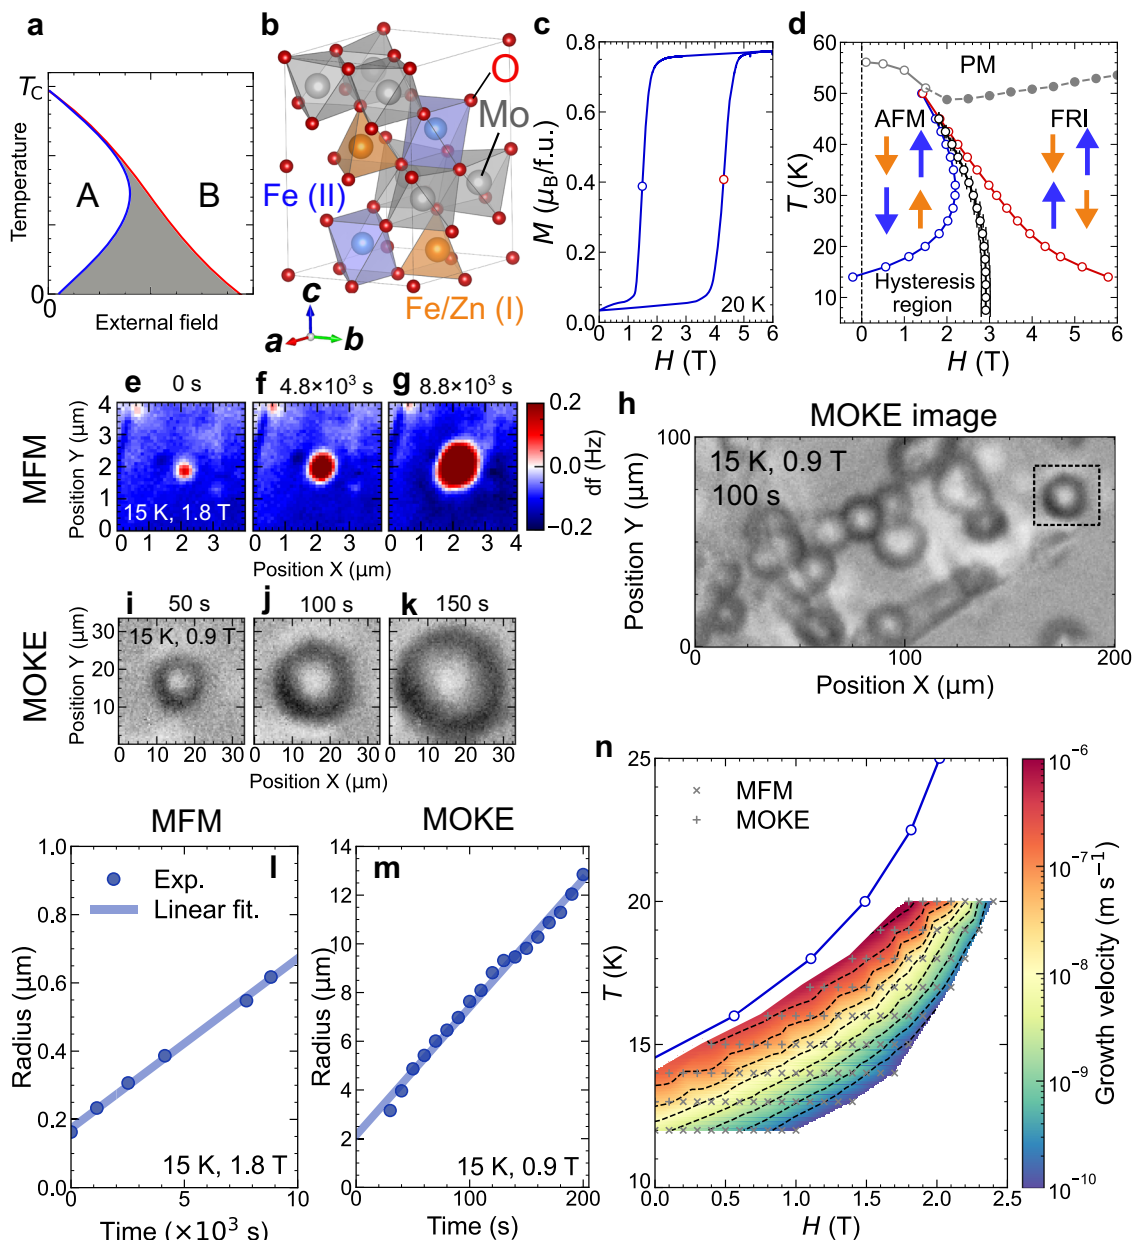 a
T_C
Temperature
A
B
0
External field
b
O
Mo
Fe (II)
Fe/Zn (I)
c
a
b
c
M (μB/f.u.)
0.8
0.6
0.4
0.2
0.0
20 K
0 1 2 3 4 5 6
H (T)
d
T (K)
60
50
40
30
20
10
PM
AFM
FRI
Hysteresis
region
0 1 2 3 4 5 6
H (T)
MFM
e
0 s
f
4.8×10³ s
g
8.8×10³ s
Position Y (μm)
4
3
2
1
0
15 K, 1.8 T
0 1 2 3
0 1 2 3
0 1 2 3 4
Position X (μm)
0.2
0.0
−0.2
df (Hz)
h
MOKE image
15 K, 0.9 T
100 s
Position Y (μm)
100
0
0
100
200
Position X (μm)
MOKE
i
50 s
j
100 s
k
150 s
Position Y (μm)
30
20
10
0
15 K, 0.9 T
0 10 20 30
0 10 20 30
0 10 20 30
Position X (μm)
MFM
l
Radius (μm)
1.0
0.8
0.6
0.4
0.2
0.0
Exp.
Linear fit.
15 K, 1.8 T
0 5 10
Time (×10³ s)
MOKE
m
Radius (μm)
14
12
10
8
6
4
2
0
15 K, 0.9 T
0 100 200
Time (s)
n
T (K)
25
20
15
10
MFM
MOKE
0.0 0.5 1.0 1.5 2.0 2.5
H (T)
10⁻⁶
10⁻⁷
10⁻⁸
10⁻⁹
10⁻¹⁰
Growth velocity (m s⁻¹)